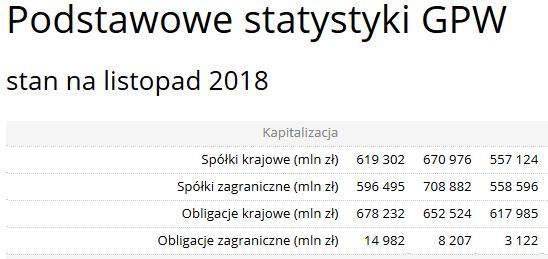 Podstawowe statystyki GPW
stan na listopad 2018
Kapitalizacja
Spółki krajowe (mln zł) 619 302 670 976 557 124
Spółki zagraniczne (mln zł) 596 495 708 882 558 596
Obligacje krajowe (mln zł) 678 232 652 524 617 985
Obligacje zagraniczne (mln zł) 14 982 8 207 3 122